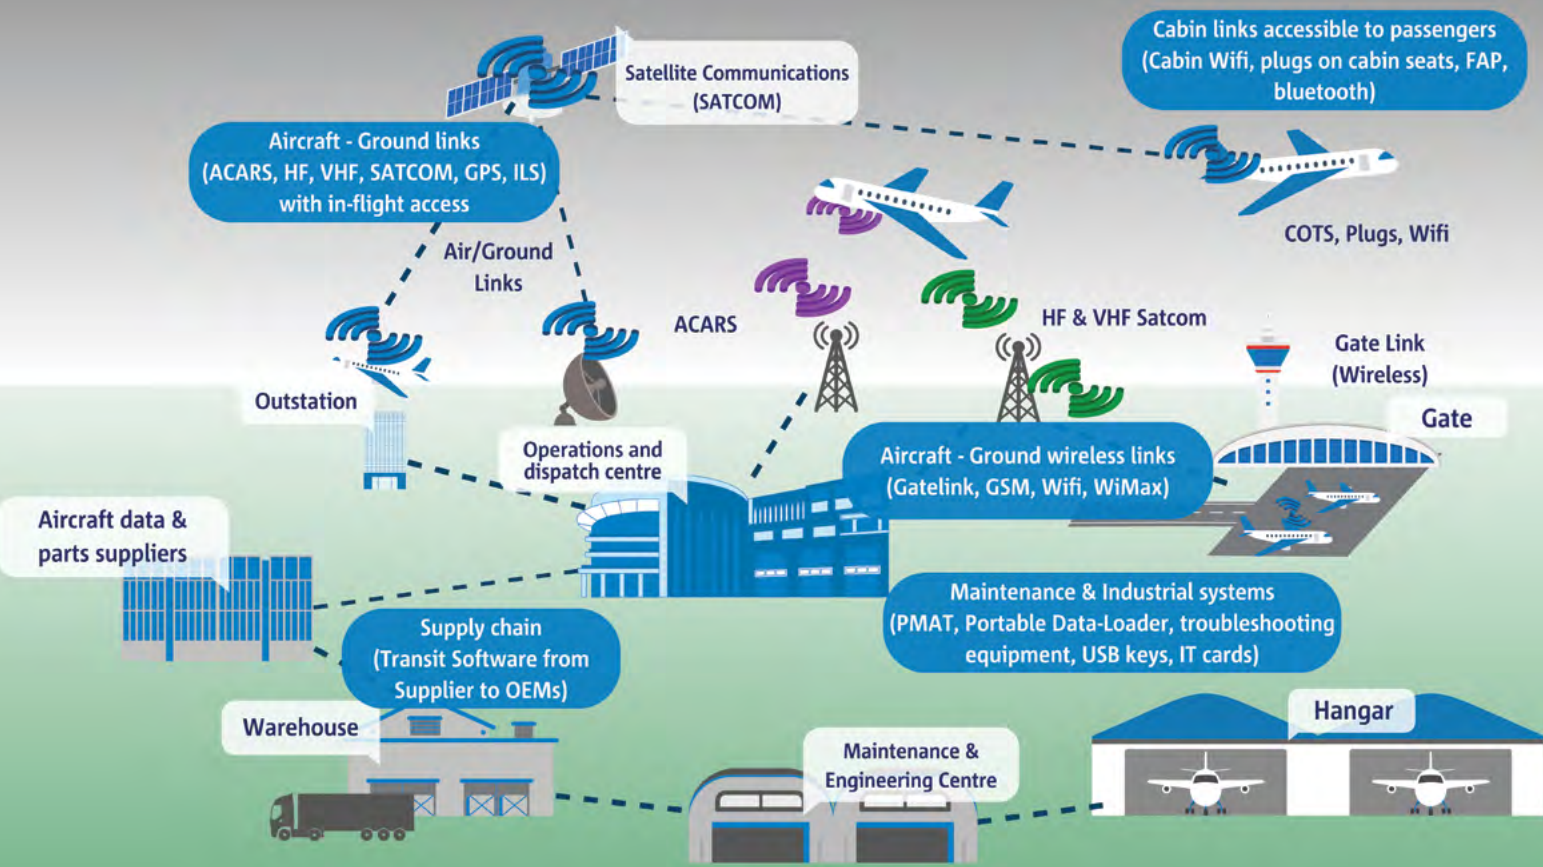 Cabin links accessible to passengers
(Cabin Wifi, plugs on cabin seats, FAP,
bluetooth)
Satellite Communications
(SATCOM)
Aircraft - Ground links
(ACARS, HF, VHF, SATCOM, GPS, ILS)
with in-flight access
COTS, Plugs, Wifi
Air/Ground
Links
ACARS
HF & VHF Satcom
Gate Link
(Wireless)
Outstation
Gate
Operations and
dispatch centre
Aircraft - Ground wireless links
(Gatelink, GSM, Wifi, WiMax)
Aircraft data &
parts suppliers
Maintenance & Industrial systems
(PMAT, Portable Data-Loader, troubleshooting
equipment, USB keys, IT cards)
Supply chain
(Transit Software from
Supplier to OEMs)
Warehouse
Hangar
Maintenance &
Engineering Centre